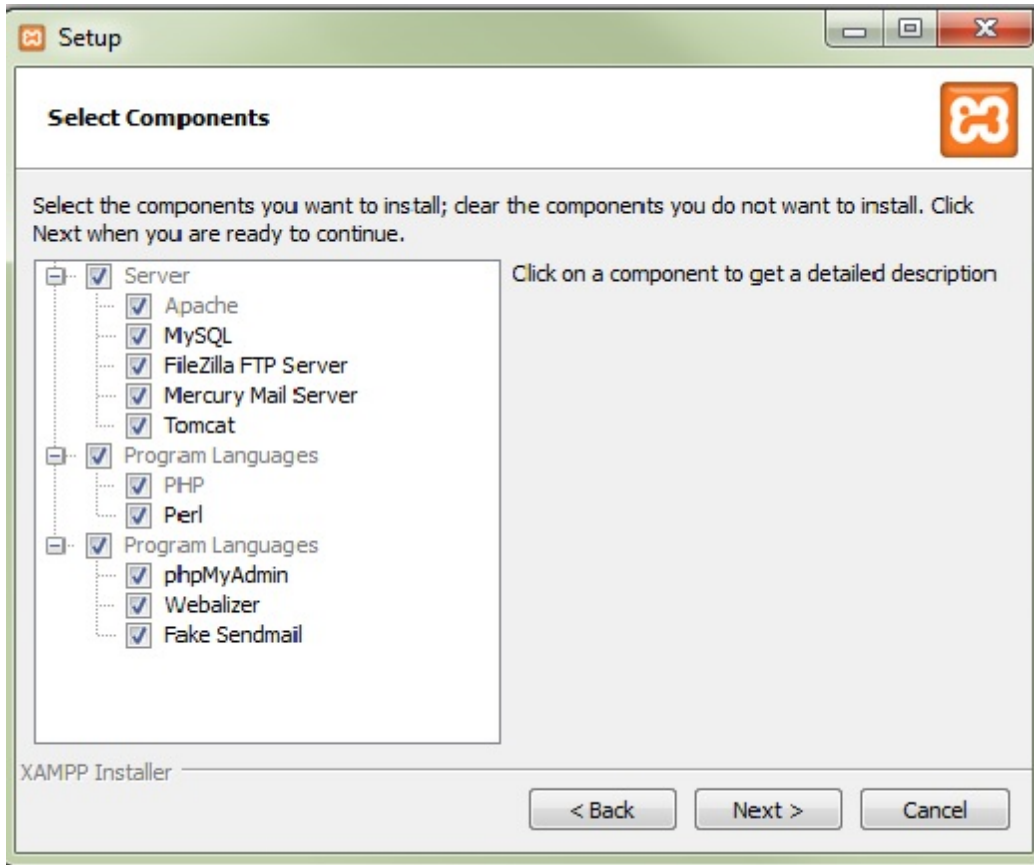 Setup
Select Components
Select the components you want to install; clear the components you do not want to install. Click
Next when you are ready to continue.
Server
Apache
MySQL
FileZilla FTP Server
Mercury Mail Server
Tomcat
Program Languages
PHP
Perl
Program Languages
phpMyAdmin
Webalizer
Fake Sendmail
Click on a component to get a detailed description
XAMPP Installer
< Back
Next >
Cancel